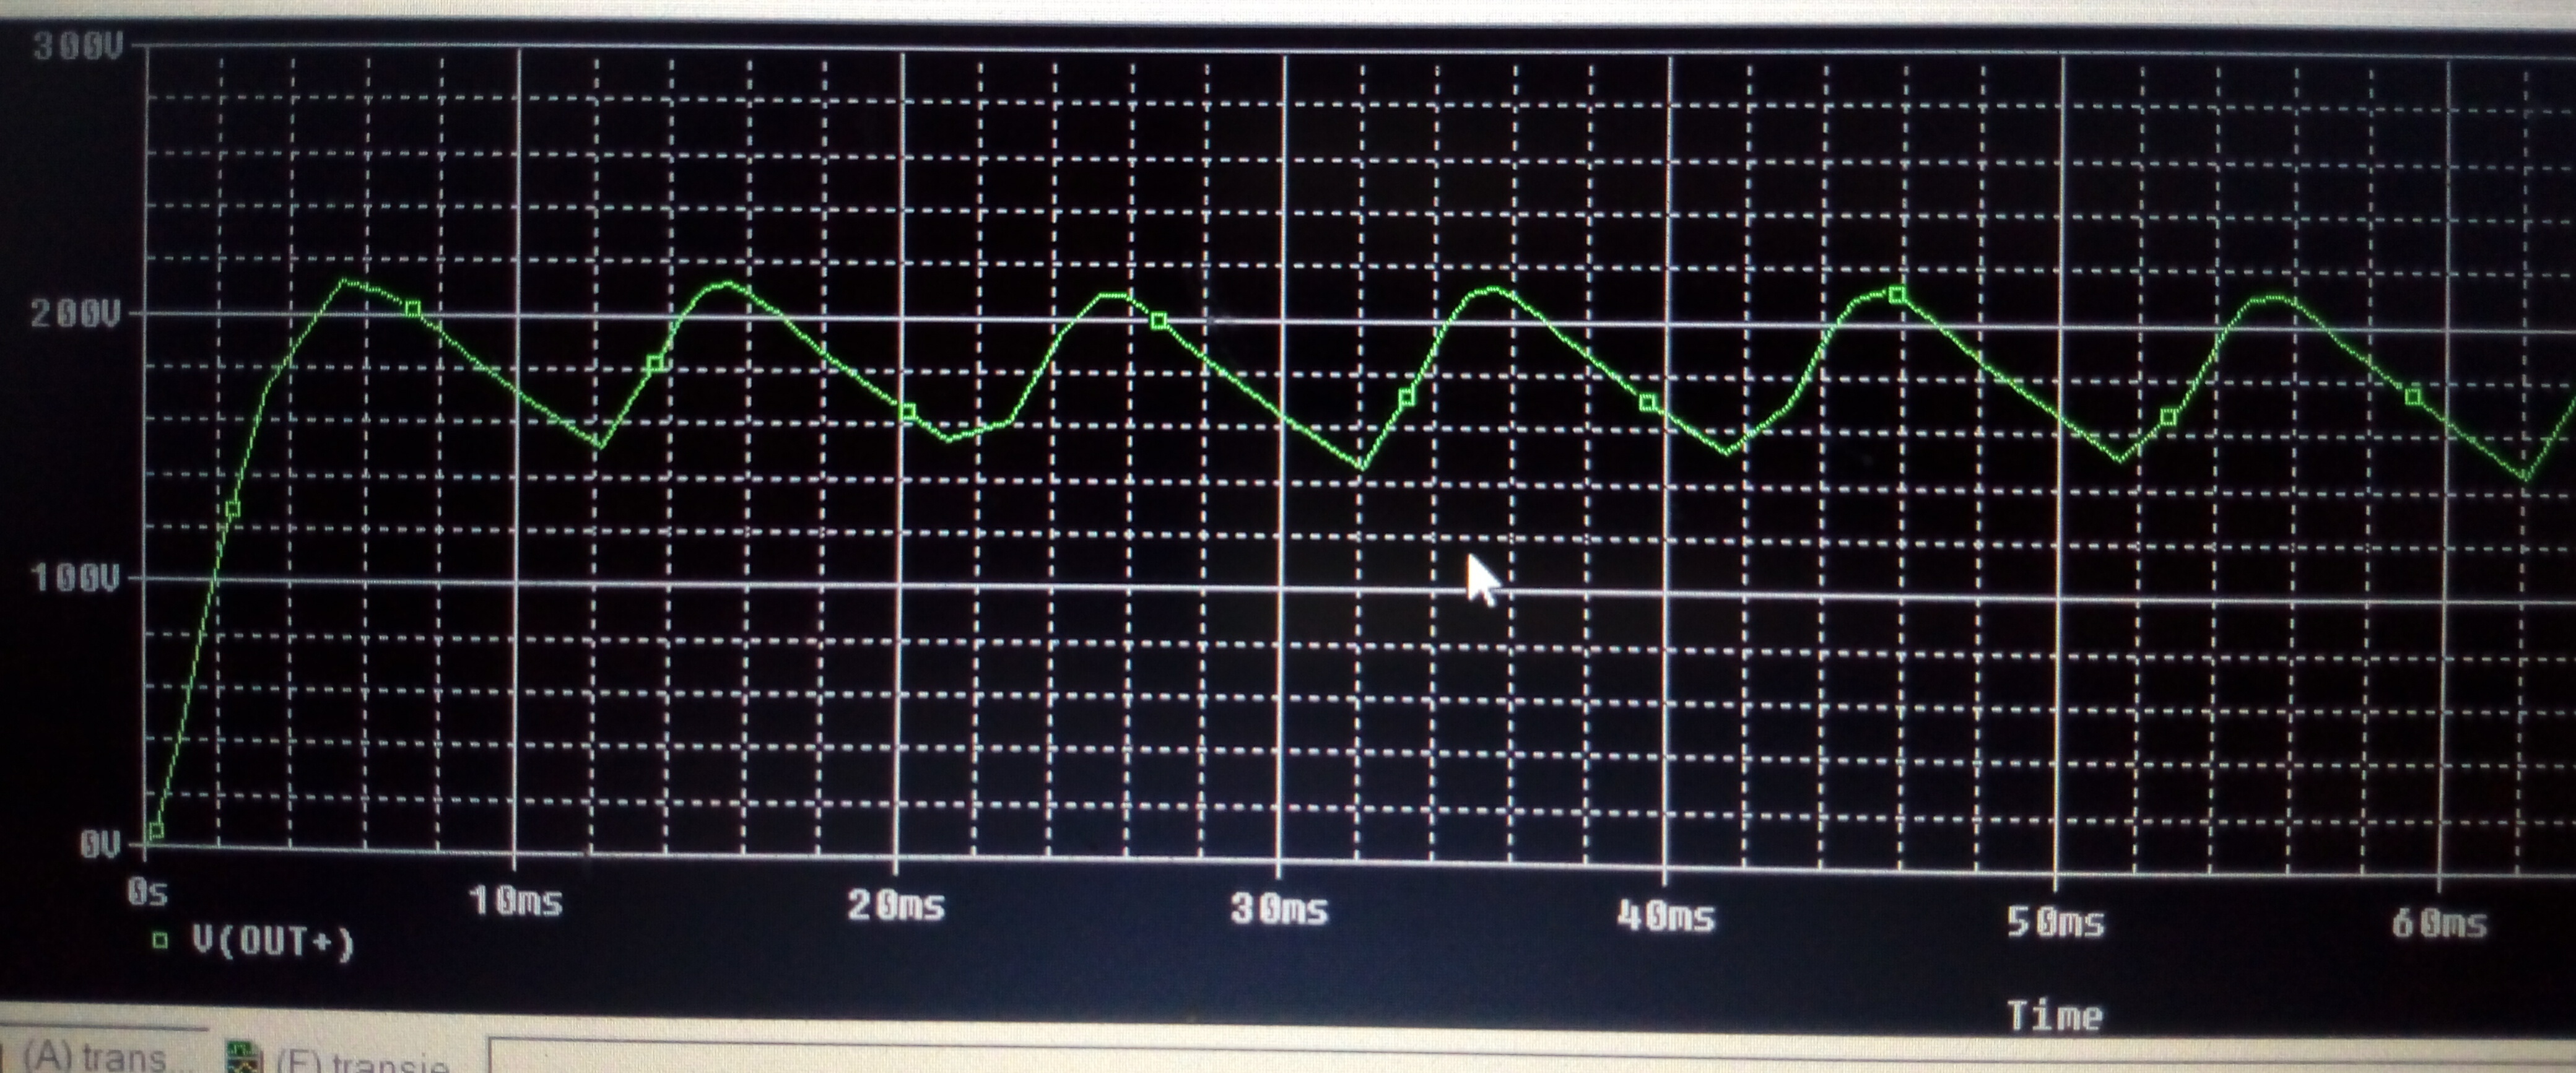 300V
200V
100V
0V
0s 10ms 20ms 30ms 40ms 50ms 60ms
V(OUT+)
Time
(A) trans... (F) transie